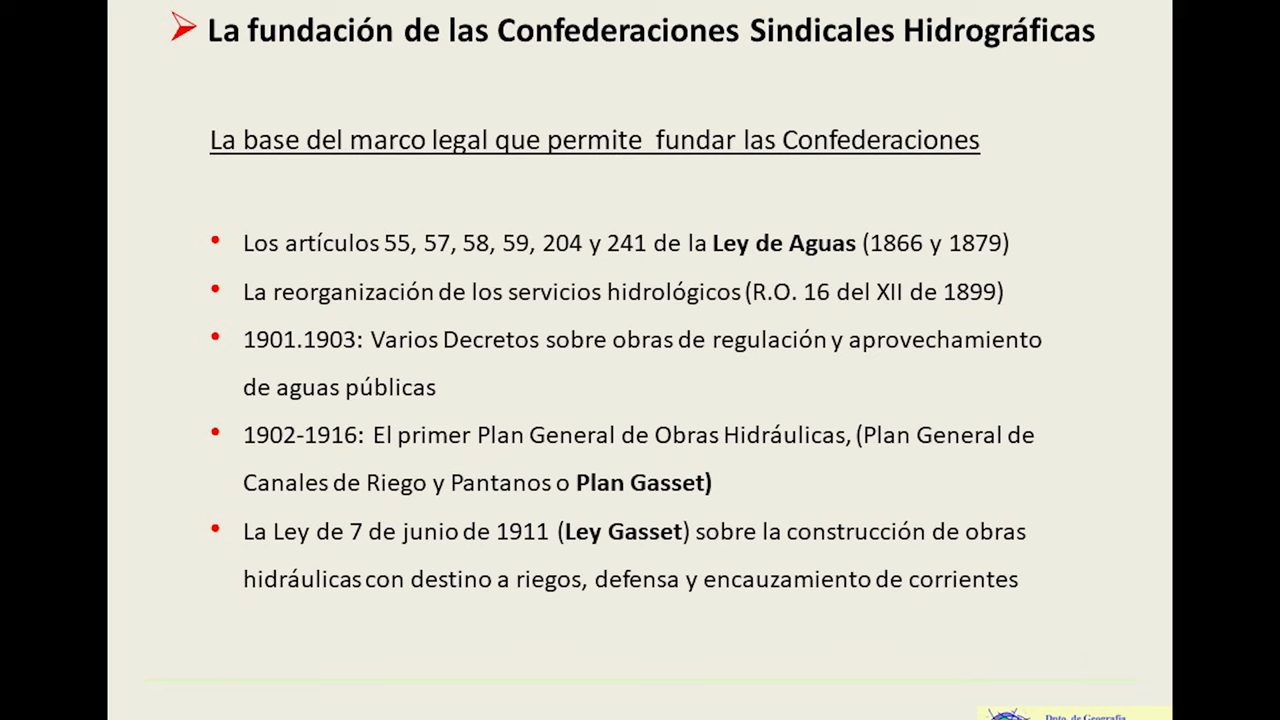 La fundación de las Confederaciones Sindicales Hidrográficas
La base del marco legal que permite fundar las Confederaciones
Los artículos 55, 57, 58, 59, 204 y 241 de la Ley de Aguas (1866 y 1879)
La reorganización de los servicios hidrológicos (R.O. 16 del XII de 1899)
1901.1903: Varios Decretos sobre obras de regulación y aprovechamiento
de aguas públicas
1902-1916: El primer Plan General de Obras Hidráulicas, (Plan General de
Canales de Riego y Pantanos o Plan Gasset)
La Ley de 7 de junio de 1911 (Ley Gasset) sobre la construcción de obras
hidráulicas con destino a riegos, defensa y encauzamiento de corrientes
Dpto. de Geografía